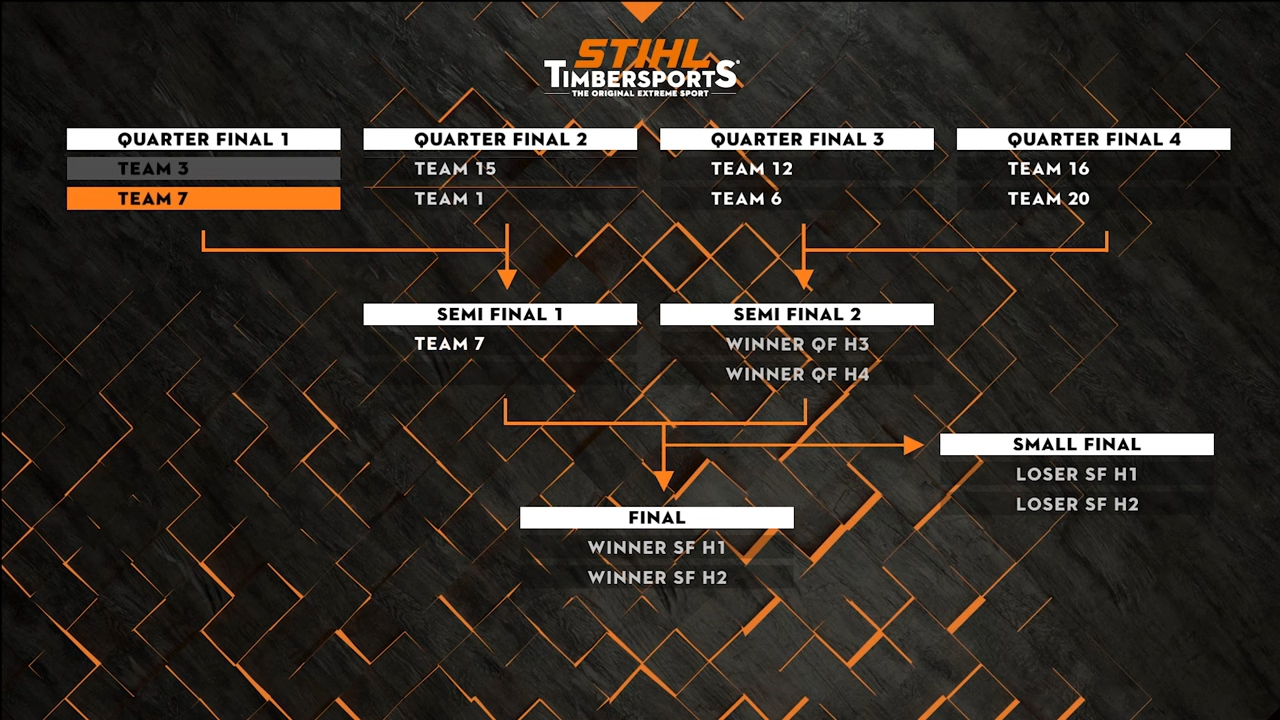 STIHL
TIMBERSPORTS®
THE ORIGINAL EXTREME SPORT
QUARTER FINAL 1
TEAM 3
TEAM 7
QUARTER FINAL 2
TEAM 15
TEAM 1
QUARTER FINAL 3
TEAM 12
TEAM 6
QUARTER FINAL 4
TEAM 16
TEAM 20
SEMI FINAL 1
TEAM 7
SEMI FINAL 2
WINNER QF H3
WINNER QF H4
SMALL FINAL
LOSER SF H1
LOSER SF H2
FINAL
WINNER SF H1
WINNER SF H2